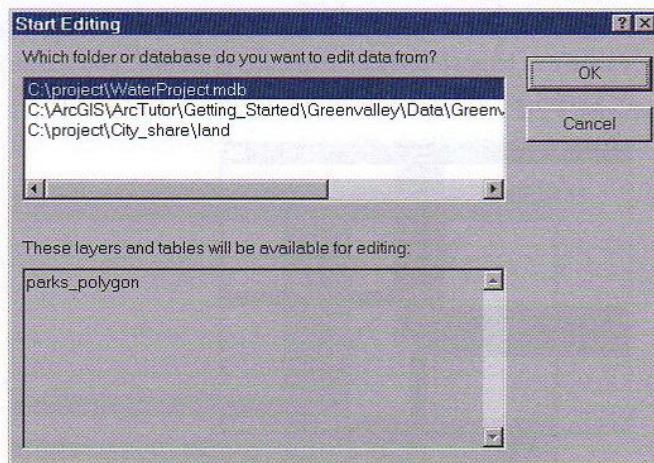 Start Editing
Which folder or database do you want to edit data from?
C:\project\WaterProject.mdb
C:\ArcGIS\ArcTutor\Getting_Started\Greenvalley\Data\Greenv
C:\project\City_share\land
OK
Cancel
These layers and tables will be available for editing:
parks_polygon